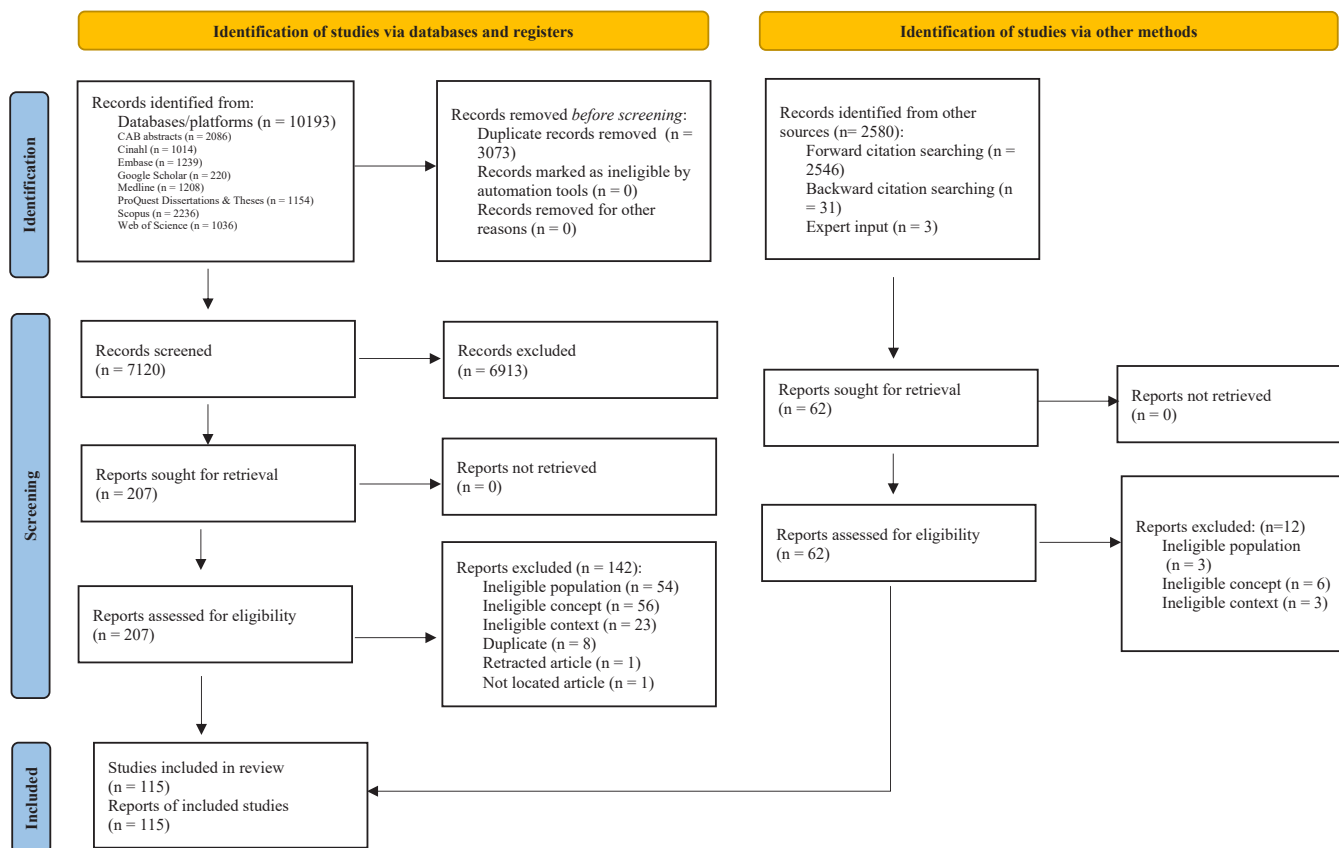 Identification of studies via databases and registers
Identification of studies via other methods
Identification
Records identified from:
Databases/platforms (n = 10193)
CAB abstracts (n = 2086)
Cinahl (n = 1014)
Embase (n = 1239)
Google Scholar (n = 220)
Medline (n = 1208)
ProQuest Dissertations & Theses (n = 1154)
Scopus (n = 2236)
Web of Science (n = 1036)
Records removed before screening:
Duplicate records removed (n =
3073)
Records marked as ineligible by
automation tools (n = 0)
Records removed for other
reasons (n = 0)
Records identified from other
sources (n= 2580):
Forward citation searching (n =
2546)
Backward citation searching (n
= 31)
Expert input (n = 3)
Screening
Records screened
(n = 7120)
Records excluded
(n = 6913)
Reports sought for retrieval
(n = 207)
Reports not retrieved
(n = 0)
Reports sought for retrieval
(n = 62)
Reports not retrieved
(n = 0)
Reports assessed for eligibility
(n = 207)
Reports excluded (n = 142):
Ineligible population (n = 54)
Ineligible concept (n = 56)
Ineligible context (n = 23)
Duplicate (n = 8)
Retracted article (n = 1)
Not located article (n = 1)
Reports assessed for eligibility
(n = 62)
Reports excluded: (n=12)
Ineligible population
(n = 3)
Ineligible concept (n = 6)
Ineligible context (n = 3)
Included
Studies included in review
(n = 115)
Reports of included studies
(n = 115)